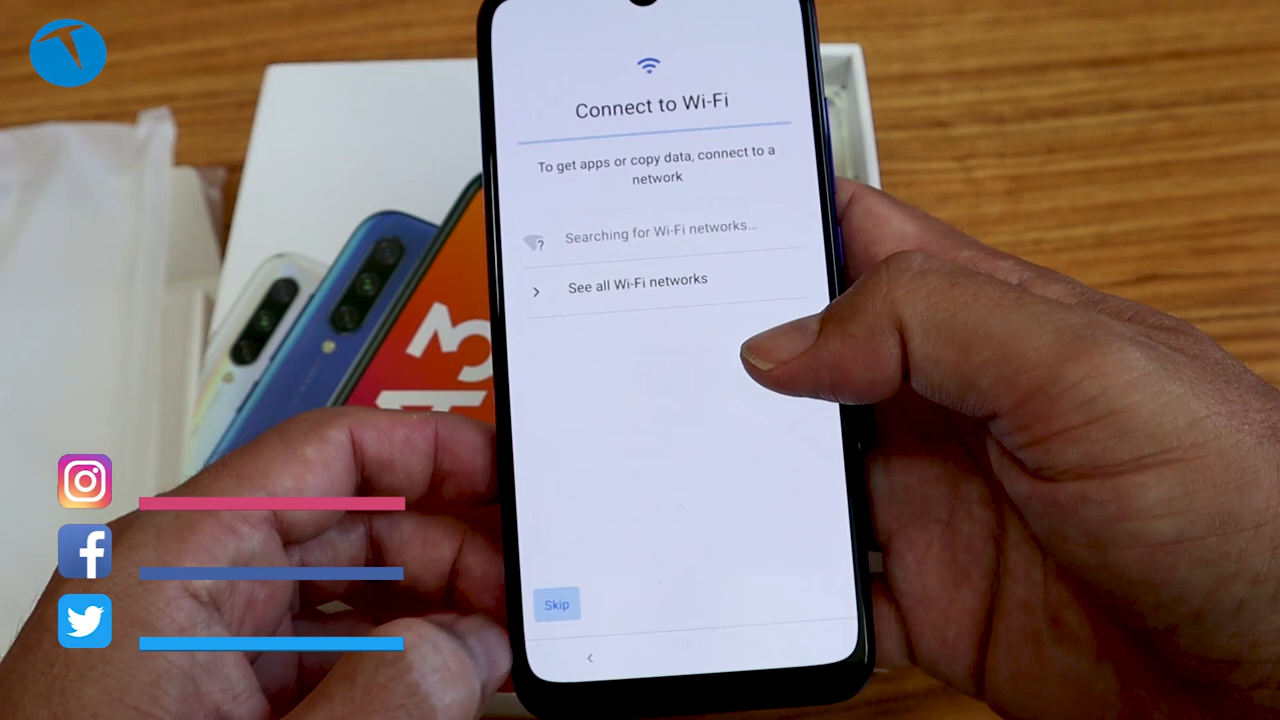 Connect to Wi-Fi
To get apps or copy data, connect to a
network
Searching for Wi-Fi networks...
See all Wi-Fi networks
Skip